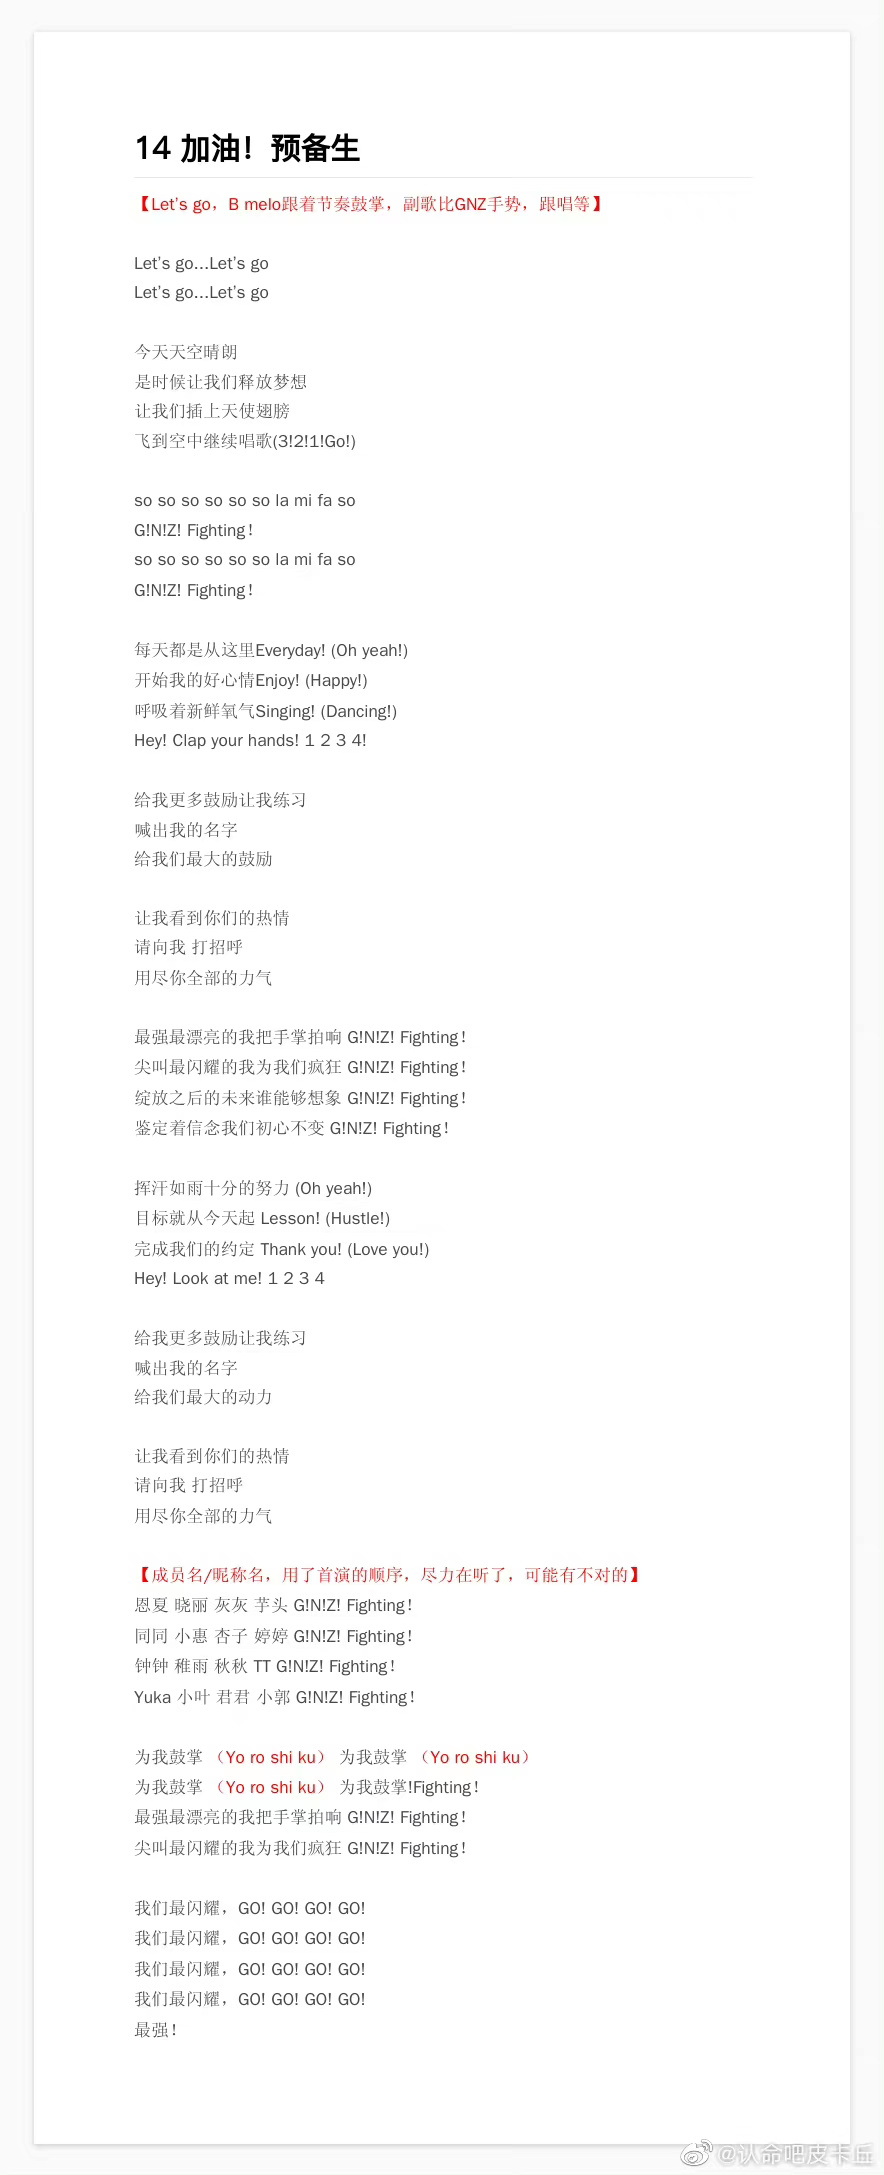 14 加油！预备生
【Let's go，B melo跟着节奏鼓掌，副歌比GNZ手势，跟唱等】
Let's go...Let's go
Let's go...Let's go
今天天空晴朗
是时候让我们释放梦想
让我们插上天使翅膀
飞到空中继续唱歌(3!2!1!Go!)
so so so so so so la mi fa so
G!N!Z! Fighting！
so so so so so so la mi fa so
G!N!Z! Fighting！
每天都是从这里Everyday! (Oh yeah!)
开始我的好心情Enjoy! (Happy!)
呼吸着新鲜氧气Singing! (Dancing!)
Hey! Clap your hands! 1 2 3 4!
给我更多鼓励让我练习
喊出我的名字
给我们最大的鼓励
让我看到你们的热情
请向我 打招呼
用尽你全部的力气
最强最漂亮的我把手掌拍响 G!N!Z! Fighting！
尖叫最闪耀的我为我们疯狂 G!N!Z! Fighting！
绽放之后的未来谁能够想象 G!N!Z! Fighting！
鉴定着信念我们初心不变 G!N!Z! Fighting！
挥汗如雨十分的努力 (Oh yeah!)
目标就从今天起 Lesson! (Hustle!)
完成我们的约定 Thank you! (Love you!)
Hey! Look at me! 1 2 3 4
给我更多鼓励让我练习
喊出我的名字
给我们最大的动力
让我看到你们的热情
请向我 打招呼
用尽你全部的力气
【成员名/昵称名，用了首演的顺序，尽力在听了，可能有不对的】
恩夏 晓丽 灰灰 芋头 G!N!Z! Fighting！
同同 小惠 杏子 婷婷 G!N!Z! Fighting！
钟钟 稚雨 秋秋 TT G!N!Z! Fighting！
Yuka 小叶 君君 小郭 G!N!Z! Fighting！
为我鼓掌 （Yo ro shi ku） 为我鼓掌 （Yo ro shi ku）
为我鼓掌 （Yo ro shi ku） 为我鼓掌!Fighting！
最强最漂亮的我把手掌拍响 G!N!Z! Fighting！
尖叫最闪耀的我为我们疯狂 G!N!Z! Fighting！
我们最闪耀，GO! GO! GO! GO!
我们最闪耀，GO! GO! GO! GO!
我们最闪耀，GO! GO! GO! GO!
我们最闪耀，GO! GO! GO! GO!
最强！
@认命吧皮卡丘